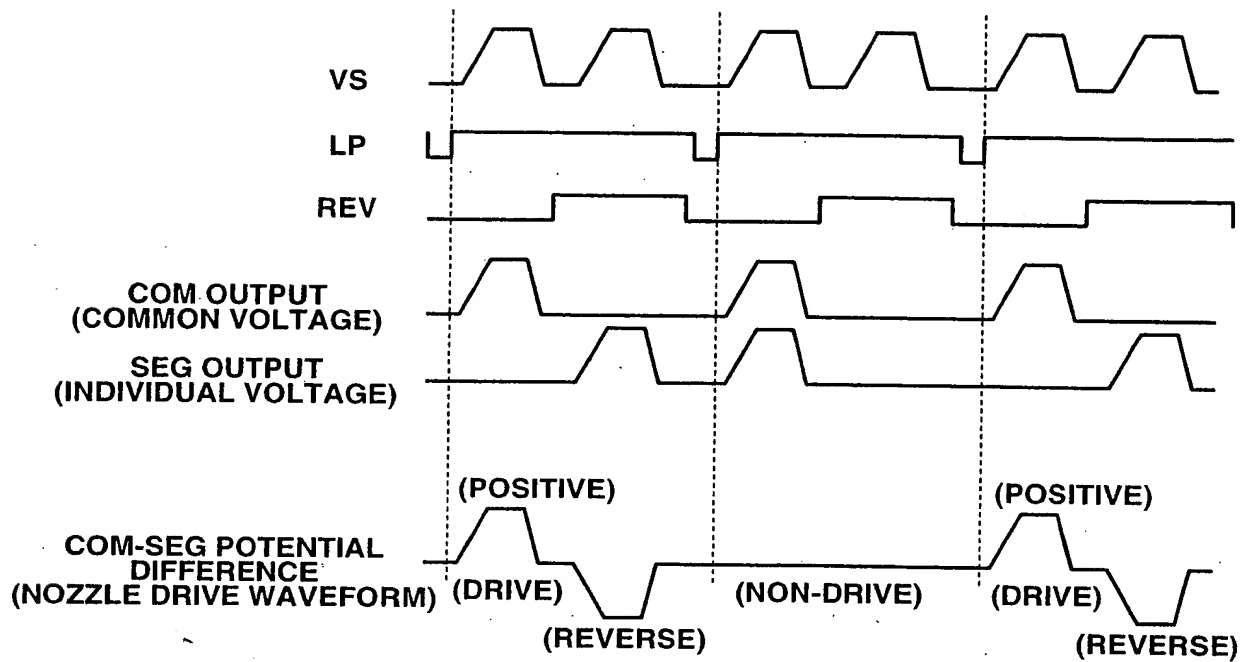 VS
LP
REV
COM OUTPUT
(COMMON VOLTAGE)
SEG OUTPUT
(INDIVIDUAL VOLTAGE)
(POSITIVE)
(POSITIVE)
COM-SEG POTENTIAL
DIFFERENCE
(NOZZLE DRIVE WAVEFORM)
(DRIVE)
(NON-DRIVE)
(DRIVE)
(REVERSE)
(REVERSE)